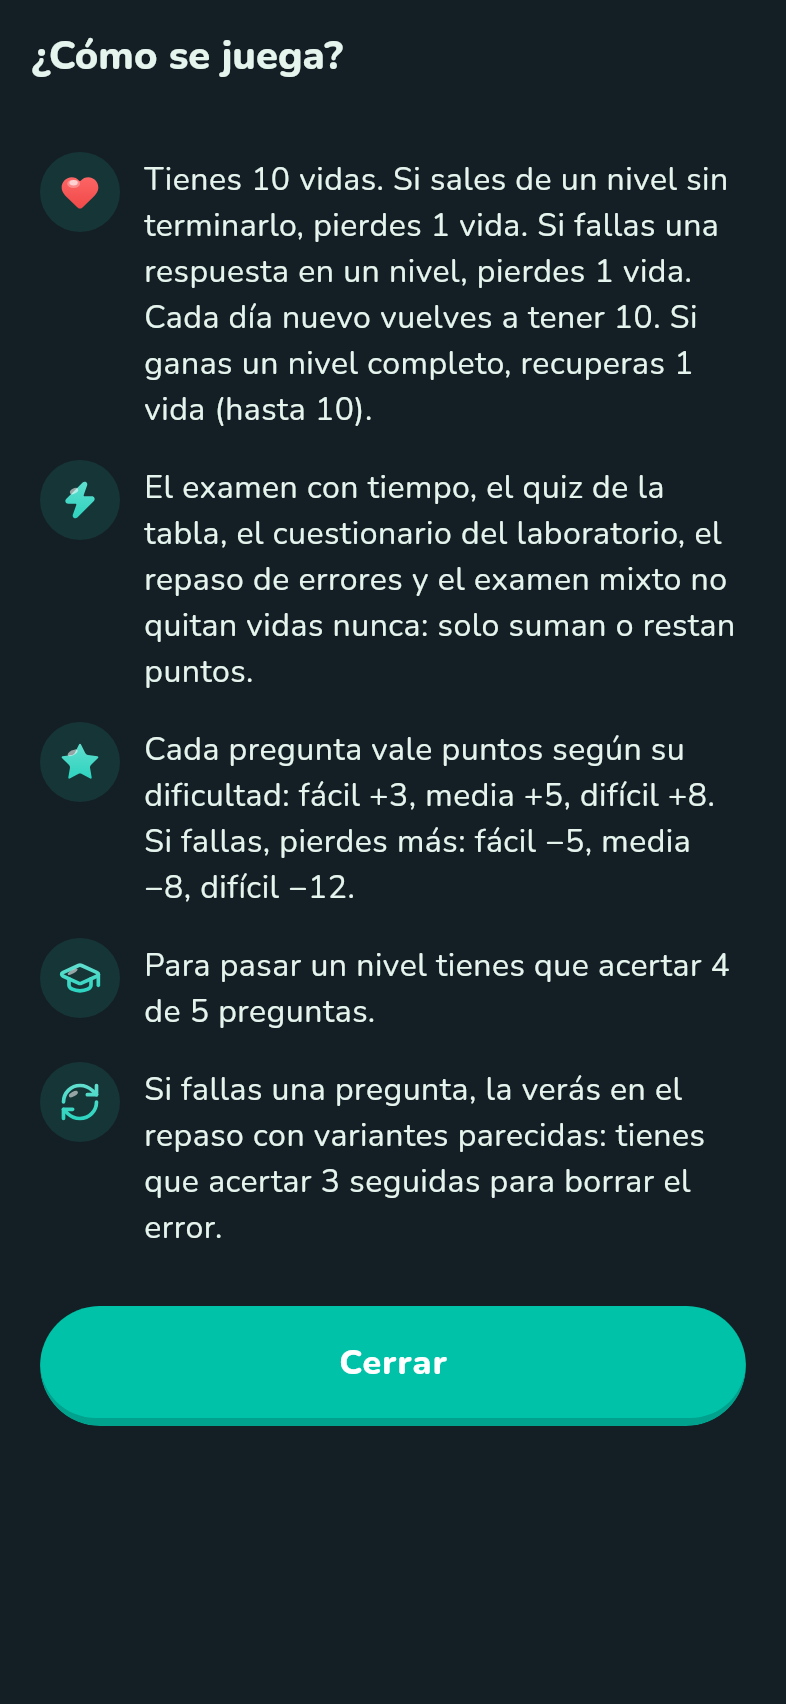 ¿Cómo se juega?
Tienes 10 vidas. Si sales de un nivel sin
terminarlo, pierdes 1 vida. Si fallas una
respuesta en un nivel, pierdes 1 vida.
Cada día nuevo vuelves a tener 10. Si
ganas un nivel completo, recuperas 1
vida (hasta 10).
El examen con tiempo, el quiz de la
tabla, el cuestionario del laboratorio, el
repaso de errores y el examen mixto no
quitan vidas nunca: solo suman o restan
puntos.
Cada pregunta vale puntos según su
dificultad: fácil +3, media +5, difícil +8.
Si fallas, pierdes más: fácil −5, media
−8, difícil −12.
Para pasar un nivel tienes que acertar 4
de 5 preguntas.
Si fallas una pregunta, la verás en el
repaso con variantes parecidas: tienes
que acertar 3 seguidas para borrar el
error.
Cerrar